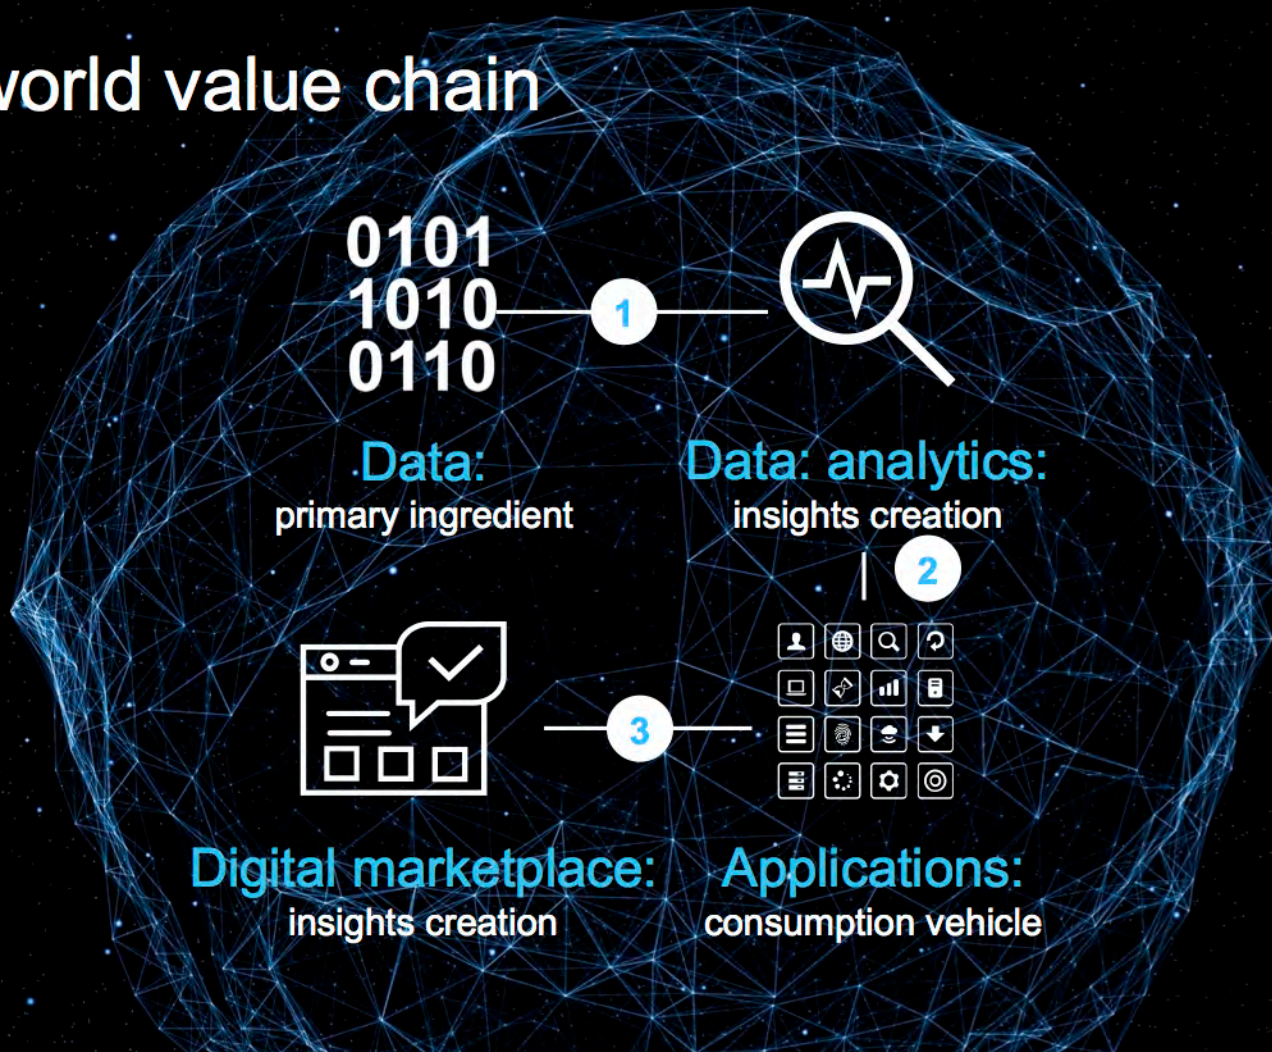 world value chain
0101
1010
0110
1
Data:
primary ingredient
Data: analytics:
insights creation
2
3
Digital marketplace:
insights creation
Applications:
consumption vehicle